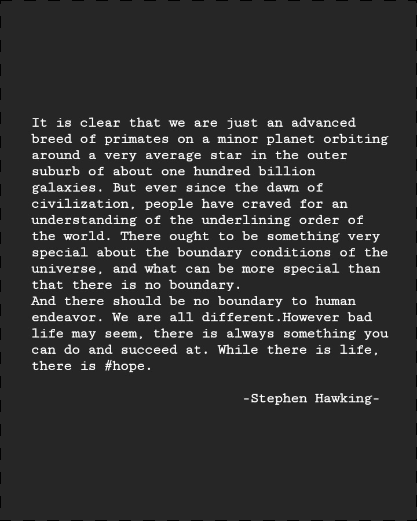 It is clear that we are just an advanced
breed of primates on a minor planet orbiting
around a very average star in the outer
suburb of about one hundred billion
galaxies. But ever since the dawn of
civilization, people have craved for an
understanding of the underlining order of
the world. There ought to be something very
special about the boundary conditions of the
universe, and what can be more special than
that there is no boundary.
And there should be no boundary to human
endeavor. We are all different.However bad
life may seem, there is always something you
can do and succeed at. While there is life,
there is #hope.
-Stephen Hawking-